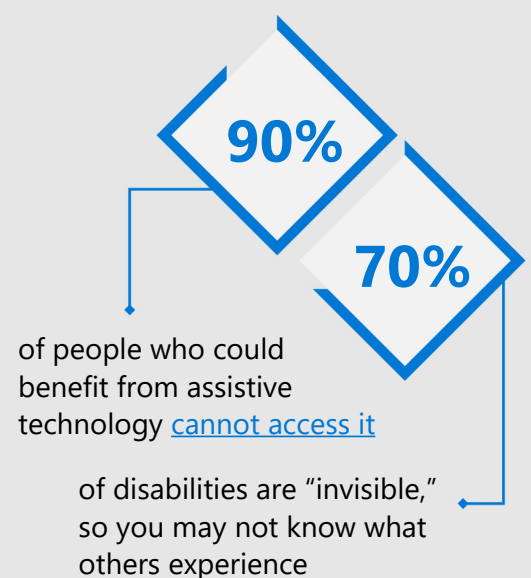 90%
of people who could
benefit from assistive
technology cannot access it
70%
of disabilities are “invisible,”
so you may not know what
others experience